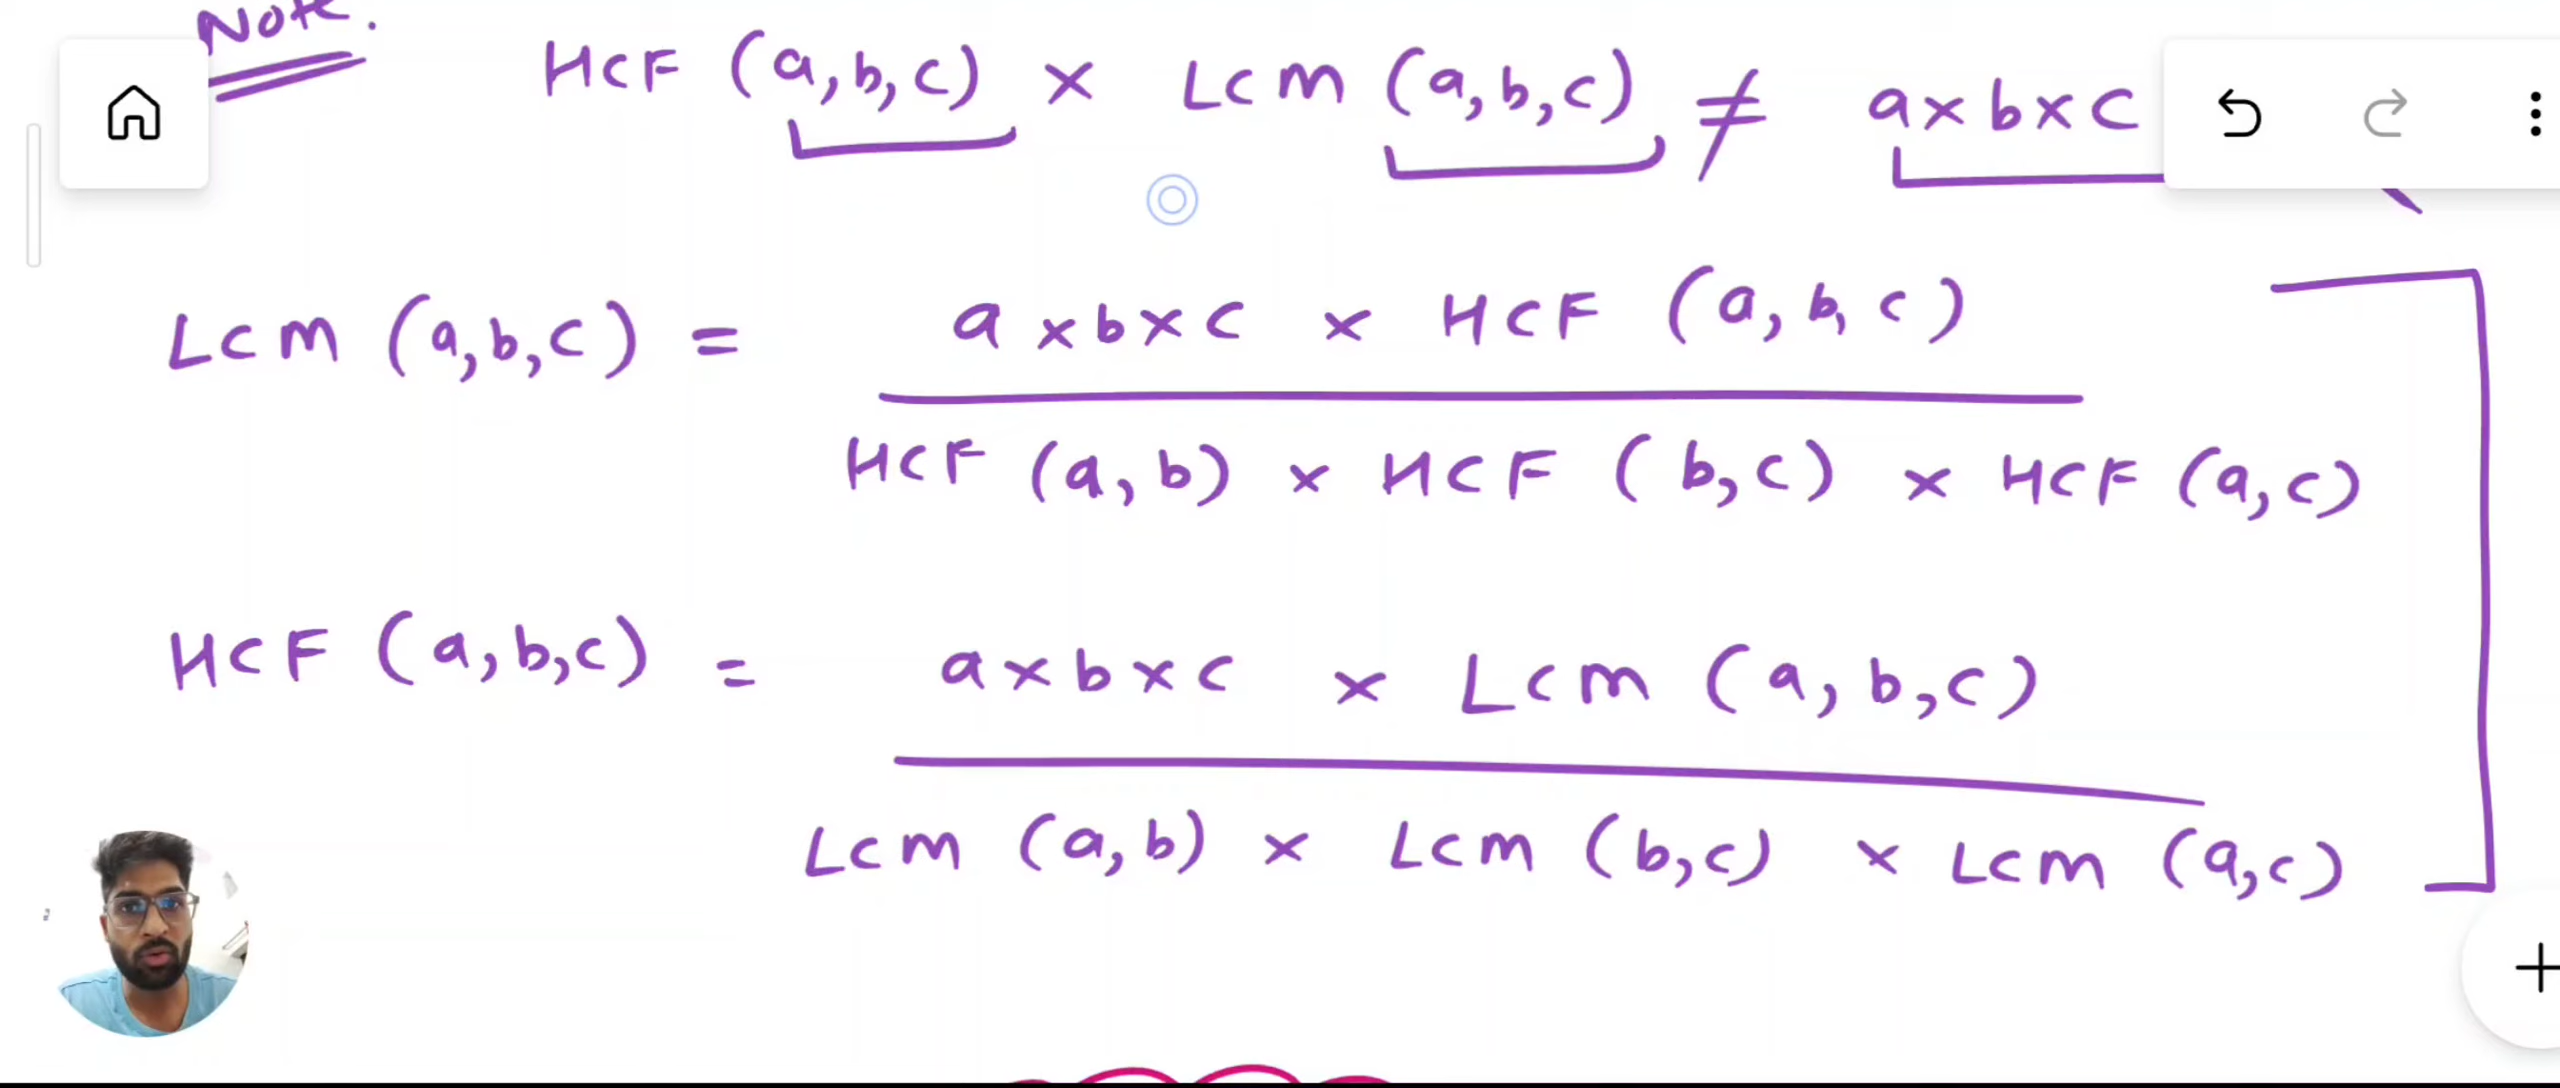 Note.
HCF (a,b,c) × Lcm (a,b,c) ≠ a×b×c
Lcm (a,b,c) = a×b×c × HCF (a,b,c)
HCF (a,b) × HCF (b,c) × HCF (a,c)
HCF (a,b,c) = a×b×c × Lcm (a,b,c)
Lcm (a,b) × Lcm (b,c) × Lcm (a,c)